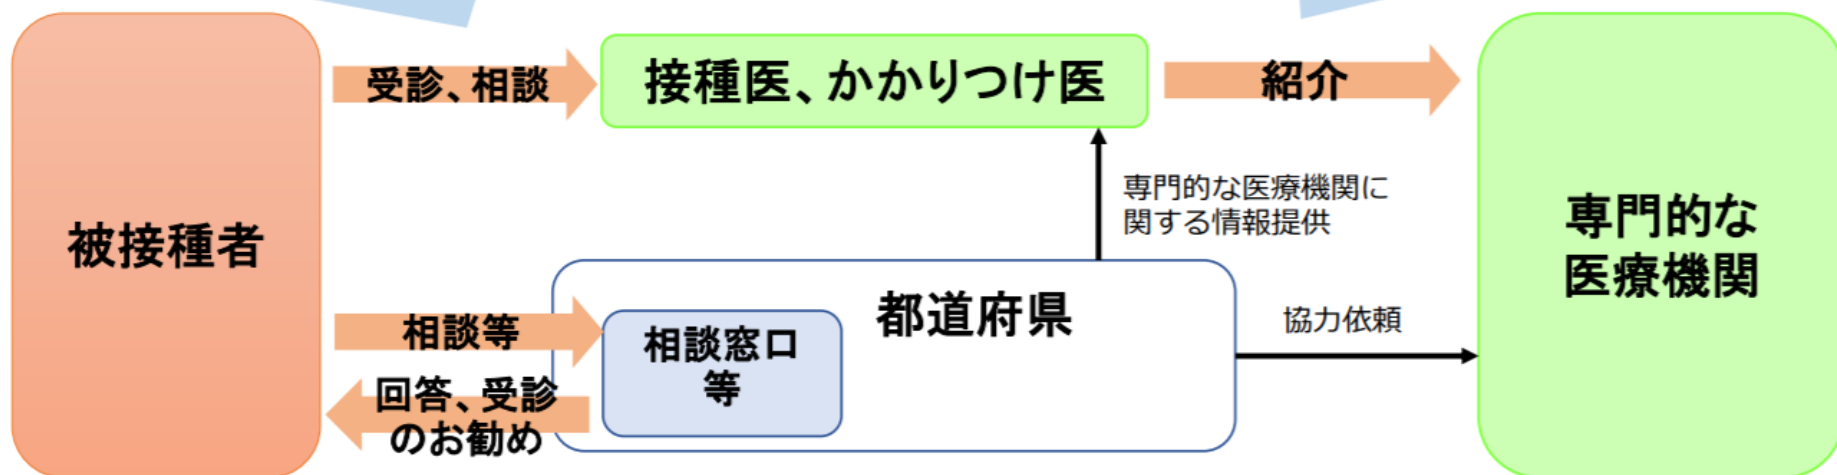 被接種者
受診、相談
接種医、かかりつけ医
紹介
専門的な
医療機関
専門的な医療機関に
関する情報提供
都道府県
相談等
相談窓口
等
回答、受診
のお勧め
協力依頼